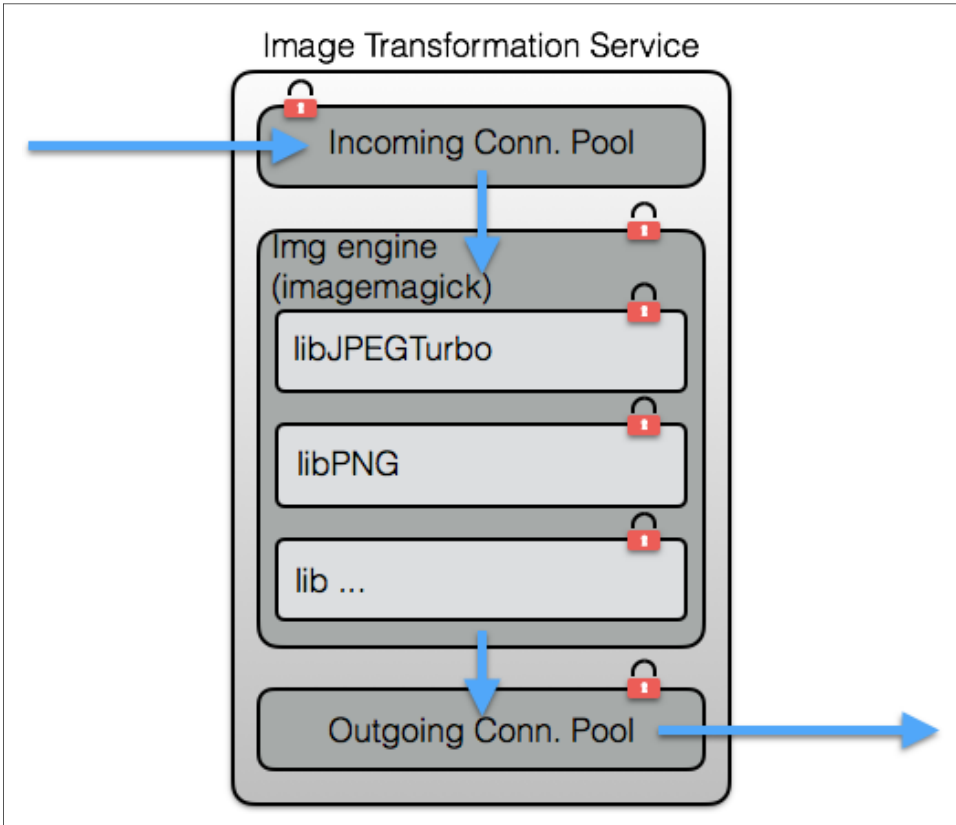 Image Transformation Service
Incoming Conn. Pool
Img engine
(imagemagick)
libJPEGTurbo
libPNG
lib ...
Outgoing Conn. Pool